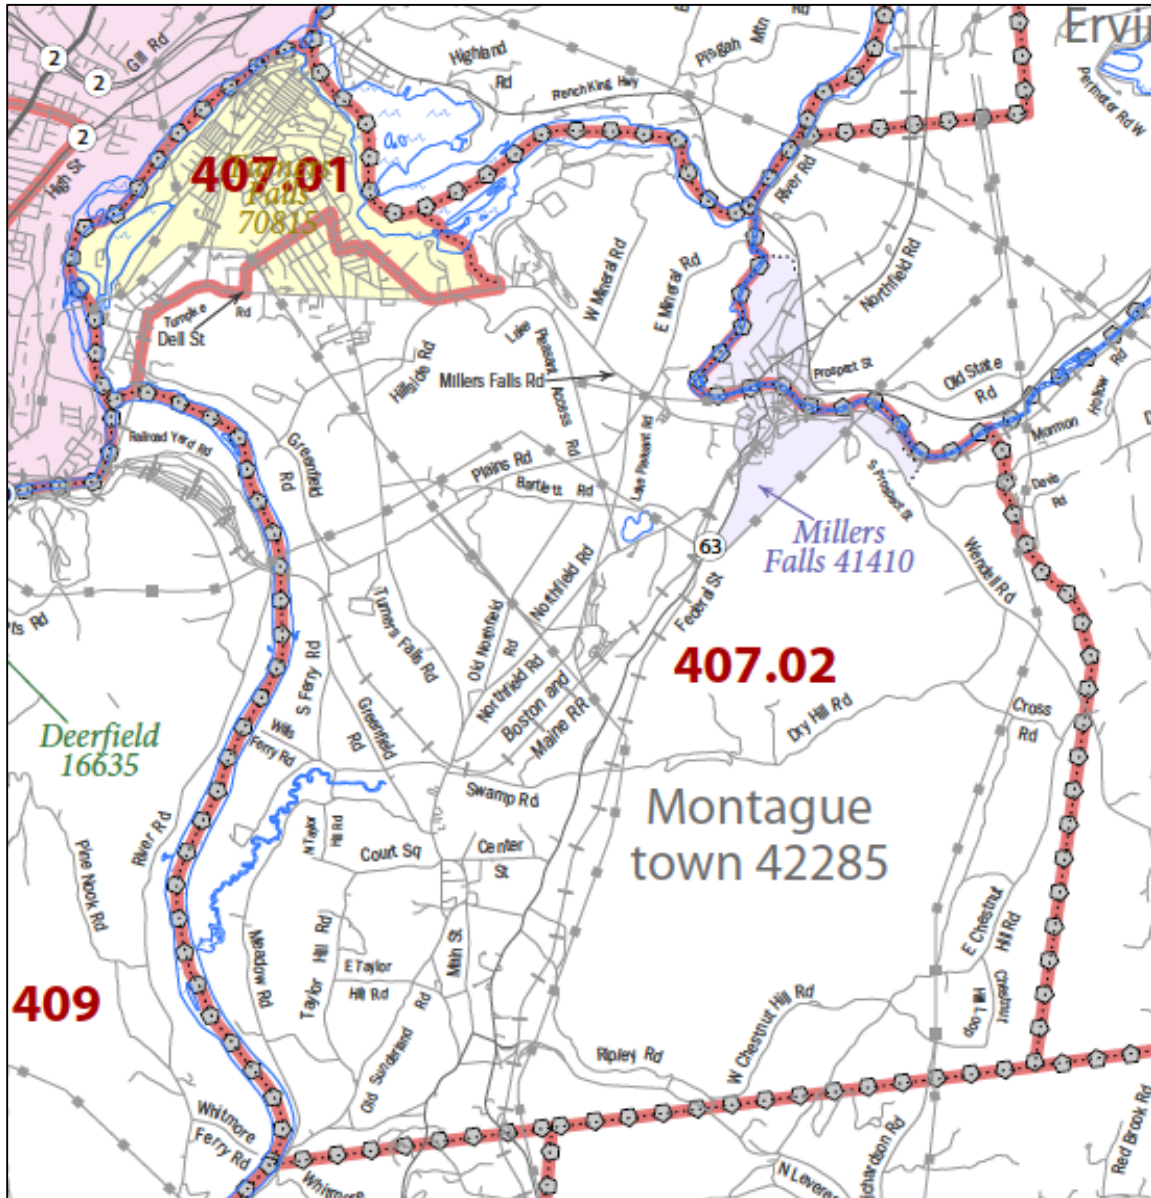 Ervin
2
Gill Rd
2
2
High St
Highland
Rd
Pisgah Mtn
French King Hwy
Permator Rd W
407.01
Turners
Falls
70815
River Rd
Northfield Rd
W Mineral Rd
E Mineral Rd
Turnpike
Rd
Dell St
Lake Pleasant Access Rd
Hillside Rd
Millers Falls Rd
Prospect St
Old State
Rd
Mormon
Hollow Rd
Railroad Yard Rd
Greenfield
Rd
Plains Rd
Bartlett Rd
Lake Pleasant Rd
S Prospect St
Davis
Rd
Millers
Falls 41410
63
Wendell Rd
Federal St
Northfield Rd
Old Northfield
Rd
Turners Falls Rd
S Ferry Rd
407.02
Northfield Rd
Boston and
Maine RR
Greenfield
Rd
Wills
Ferry Rd
Deerfield
16635
Dry Hill Rd
Cross
Rd
Swamp Rd
Montague
town 42285
River Rd
Pine Nook Rd
N Taylor
Hill Rd
Court Sq
Center
St
Meadow Rd
Taylor Hill Rd
E Taylor
Hill Rd
Main St
Old Sunderland
Rd
E Chestnut
Hill Rd
Chestnut
Hill Loop
409
W Chestnut Hill Rd
Ripley Rd
Whitmore
Ferry Rd
Red Brook Rd
ichardson Rd
N Levere